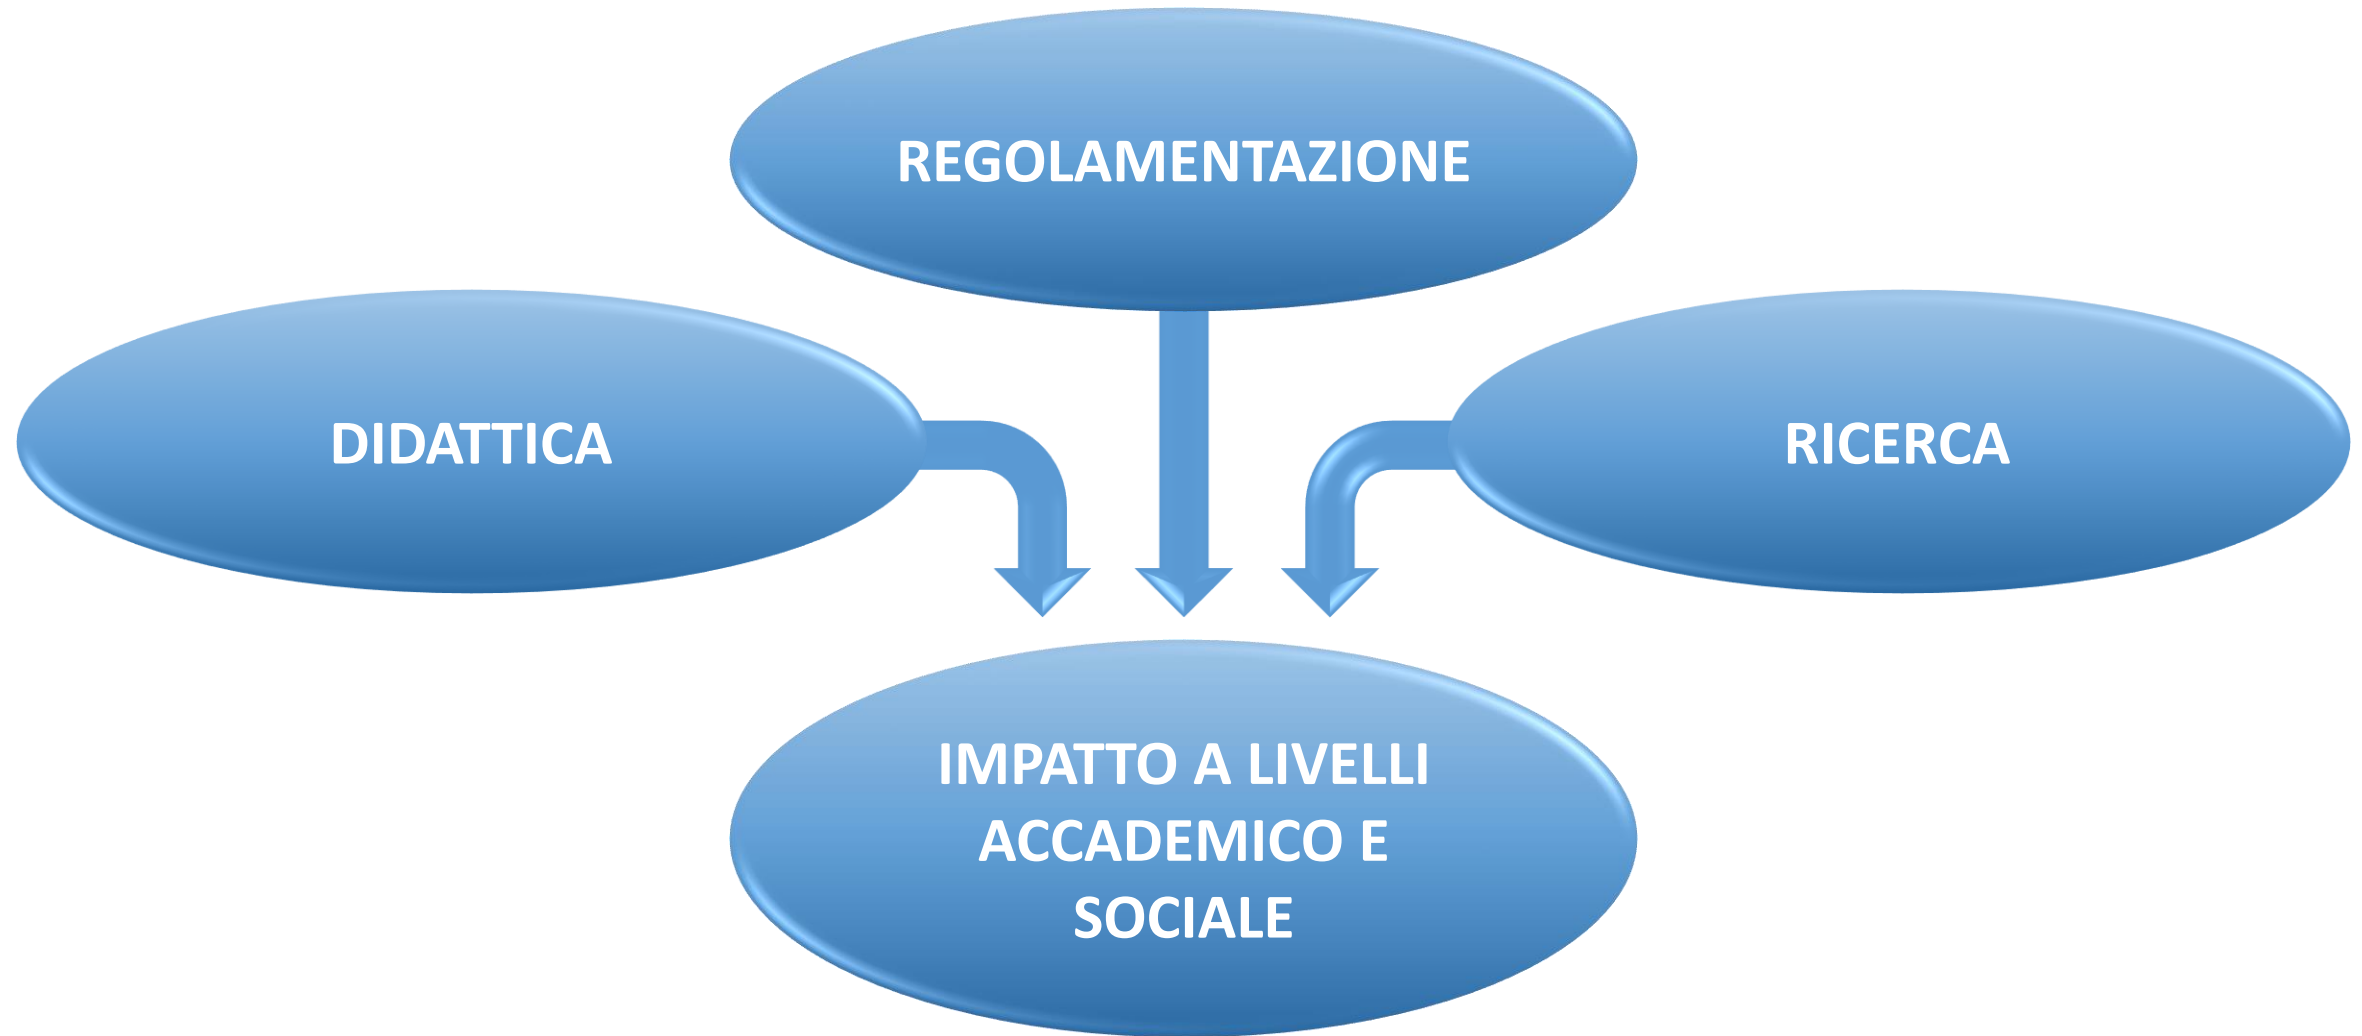 REGOLAMENTAZIONE
DIDATTICA
RICERCA
IMPATTO A LIVELLI
ACCADEMICO E
SOCIALE